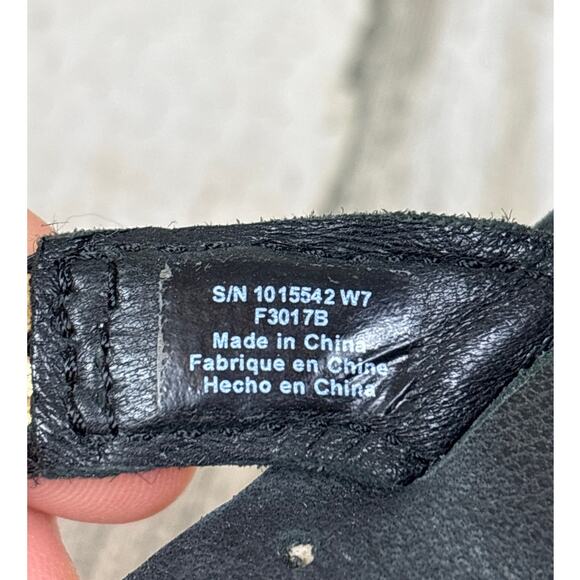 S/N 1015542 W7
F3017B
Made in China
Fabrique en Chine
Hecho en China